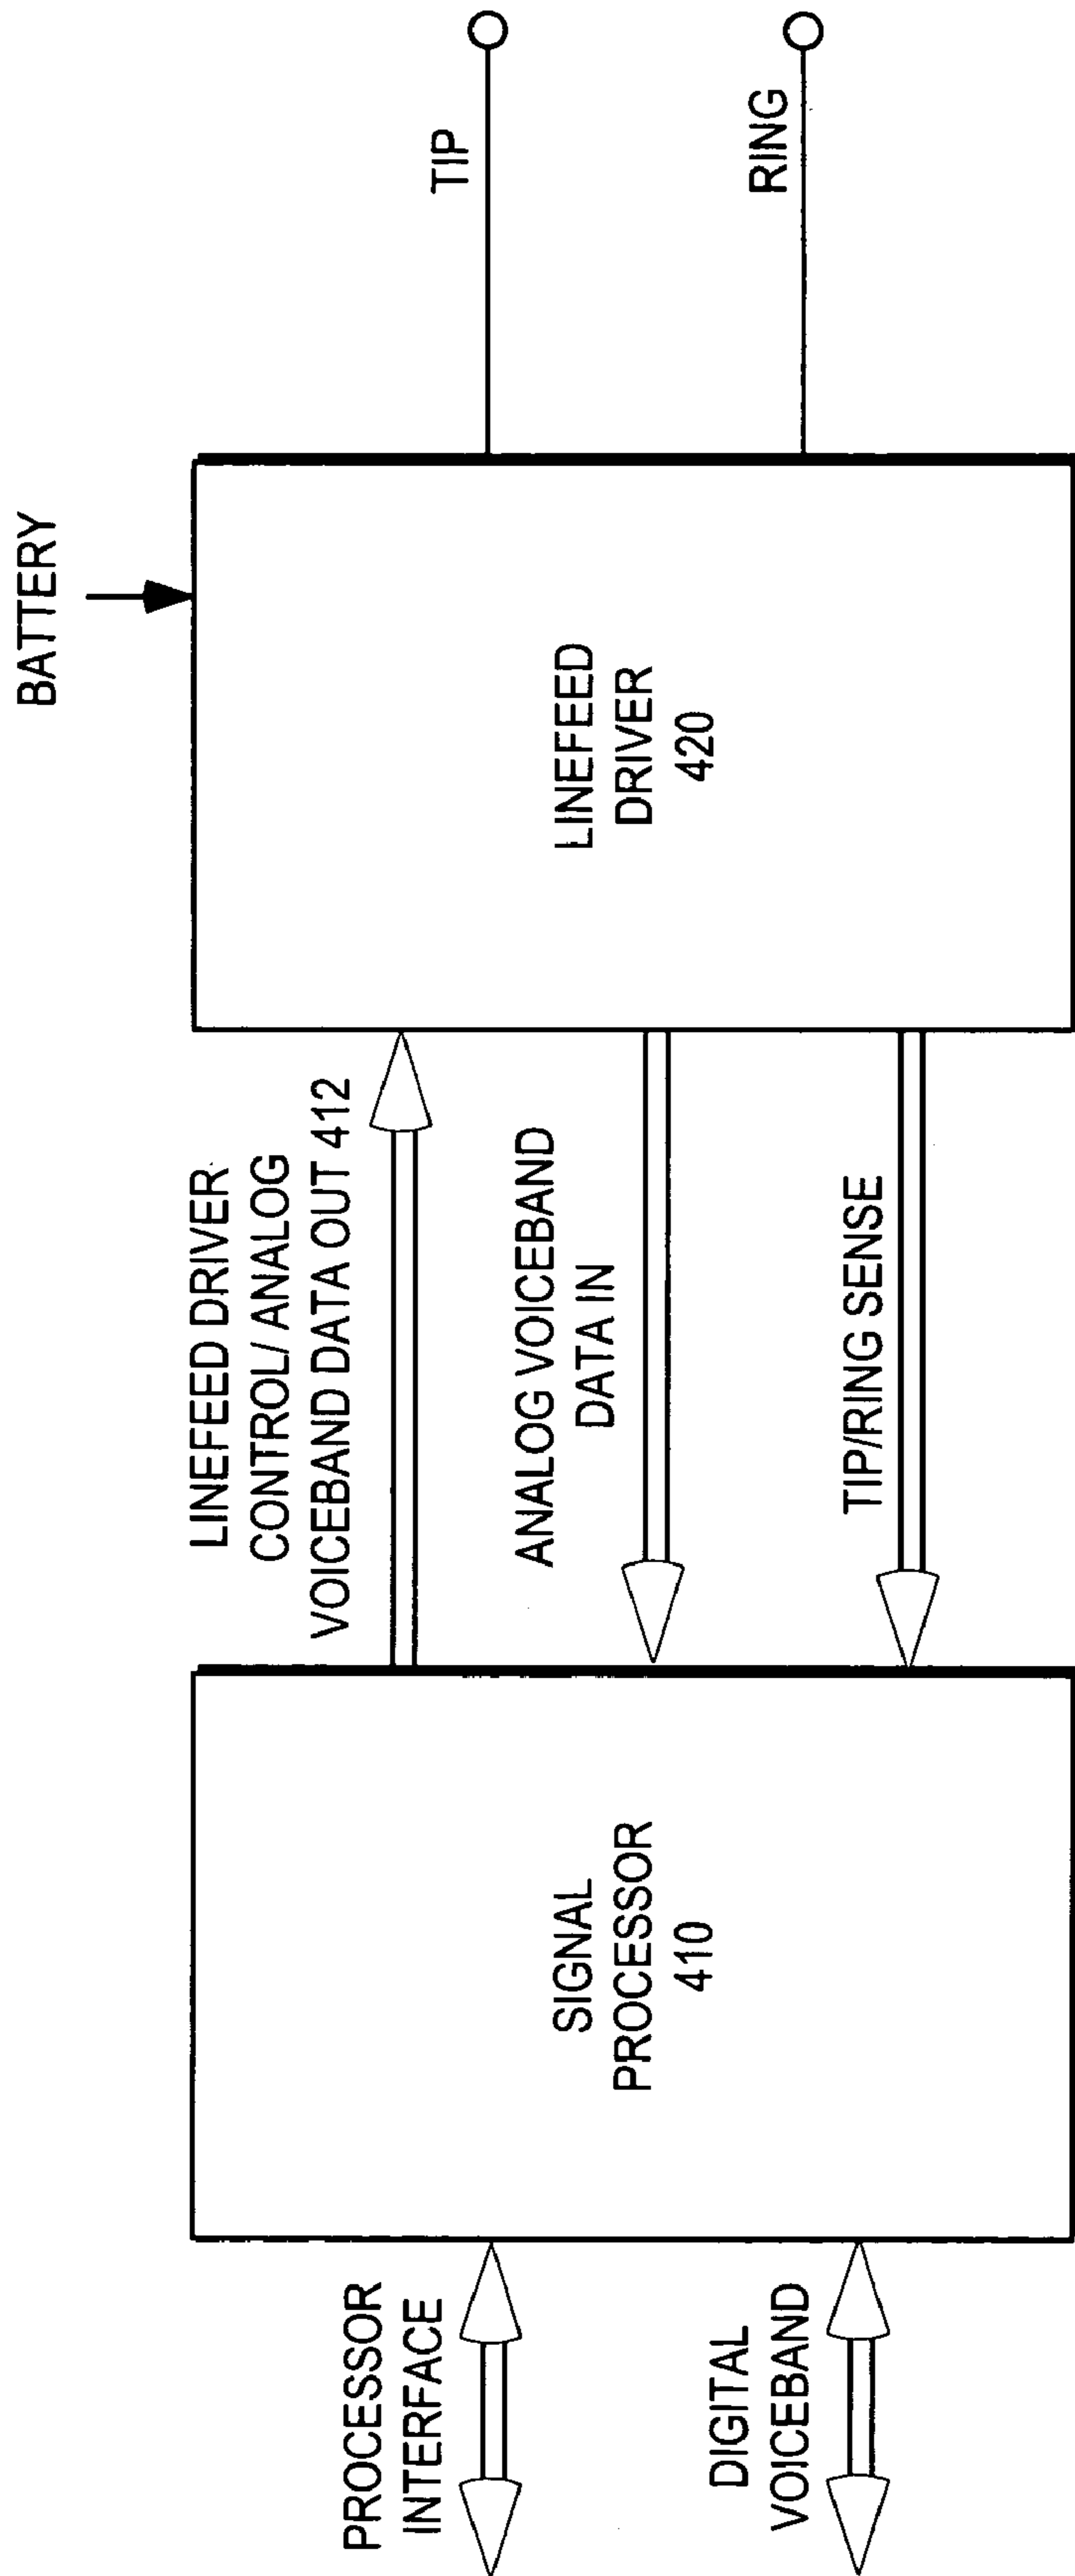 BATTERY
TIP
RING
LINEFEED
DRIVER
420
LINEFEED DRIVER
CONTROL/ ANALOG
VOICEBAND DATA OUT 412
ANALOG VOICEBAND
DATA IN
TIP/RING SENSE
SIGNAL
PROCESSOR
410
PROCESSOR
INTERFACE
DIGITAL
VOICEBAND